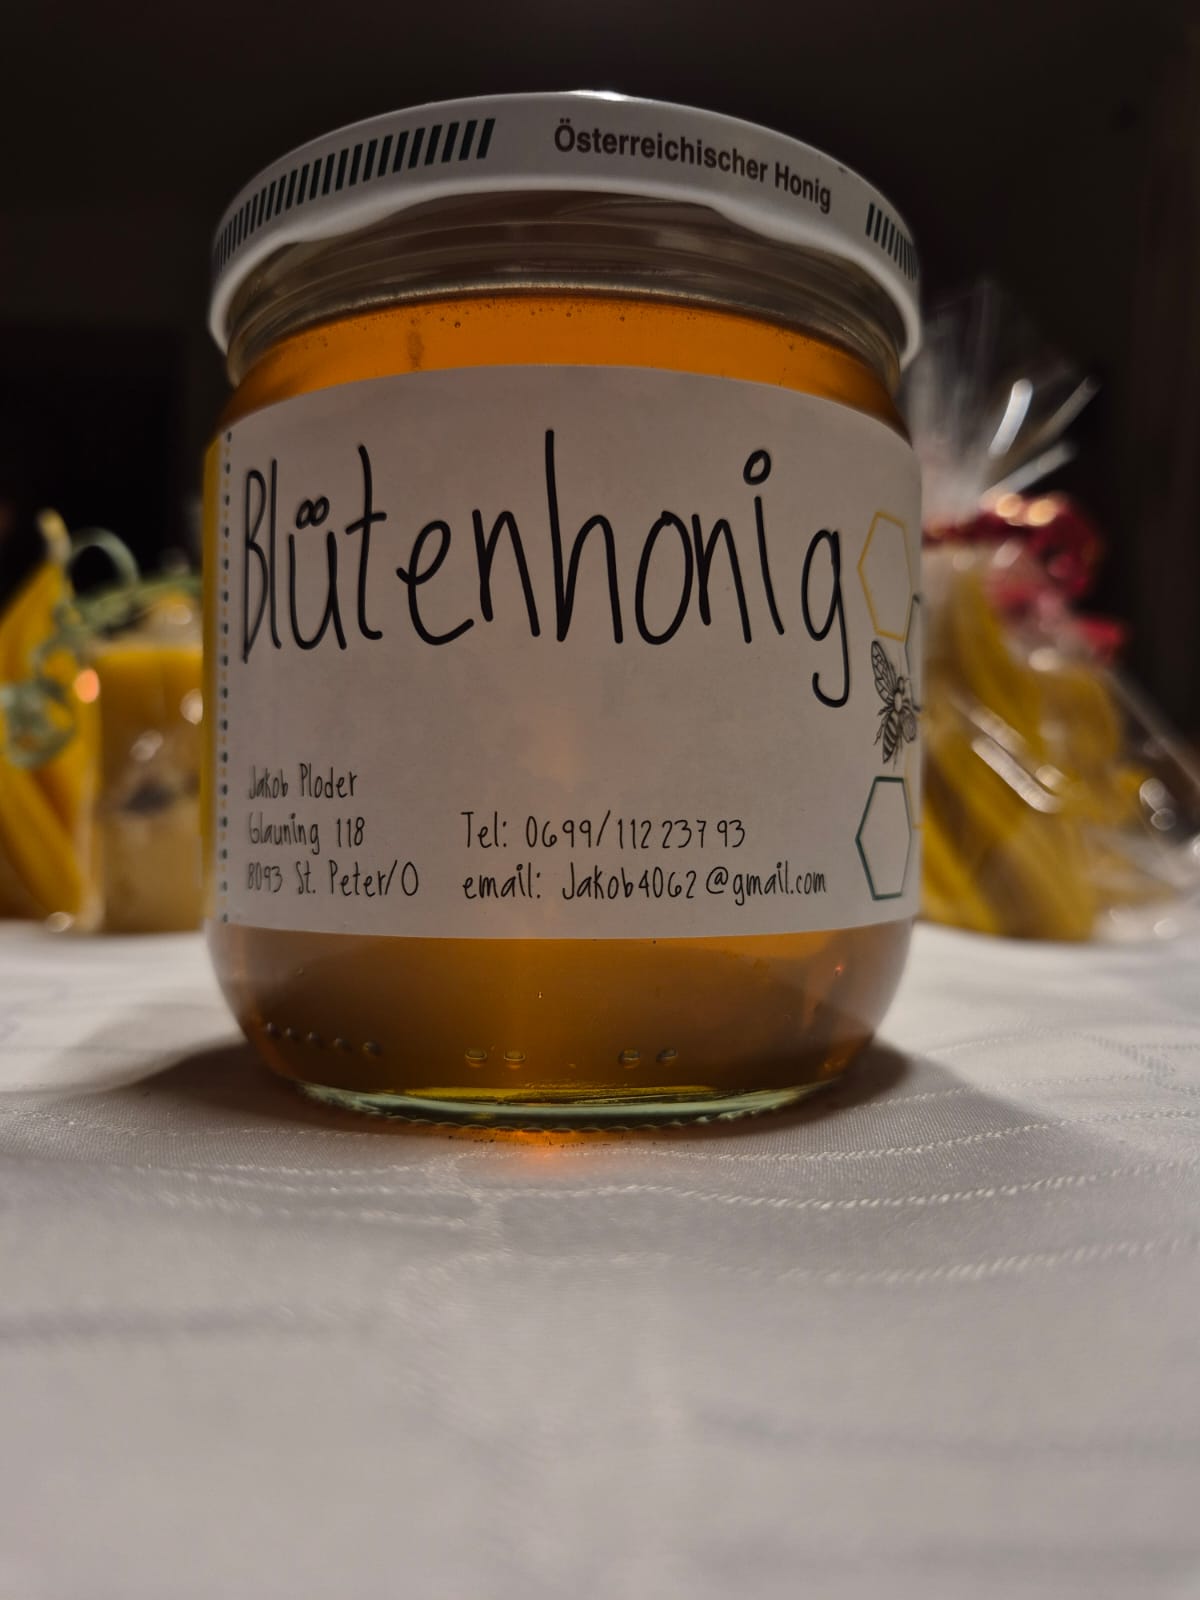 Österreichischer Honig
Blütenhonig
Jakob Ploder
Glauning 118
8093 St. Peter/O
Tel: 0699/112 237 93
email: Jakob4062@gmail.com